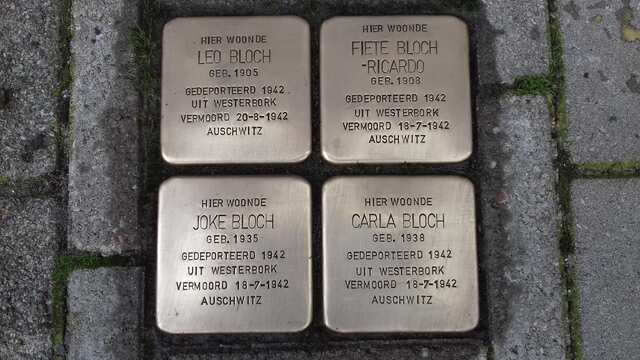 HIER WOONDE
LEO BLOCH
GEB. 1905
GEDEPORTEERD 1942
UIT WESTERBORK
VERMOORD 20-8-1942
AUSCHWITZ
HIER WOONDE
FIETE BLOCH
-RICARDO
GEB. 1908
GEDEPORTEERD 1942
UIT WESTERBORK
VERMOORD 18-7-1942
AUSCHWITZ
HIER WOONDE
JOKE BLOCH
GEB. 1935
GEDEPORTEERD 1942
UIT WESTERBORK
VERMOORD 18-7-1942
AUSCHWITZ
HIER WOONDE
CARLA BLOCH
GEB. 1938
GEDEPORTEERD 1942
UIT WESTERBORK
VERMOORD 18-7-1942
AUSCHWITZ